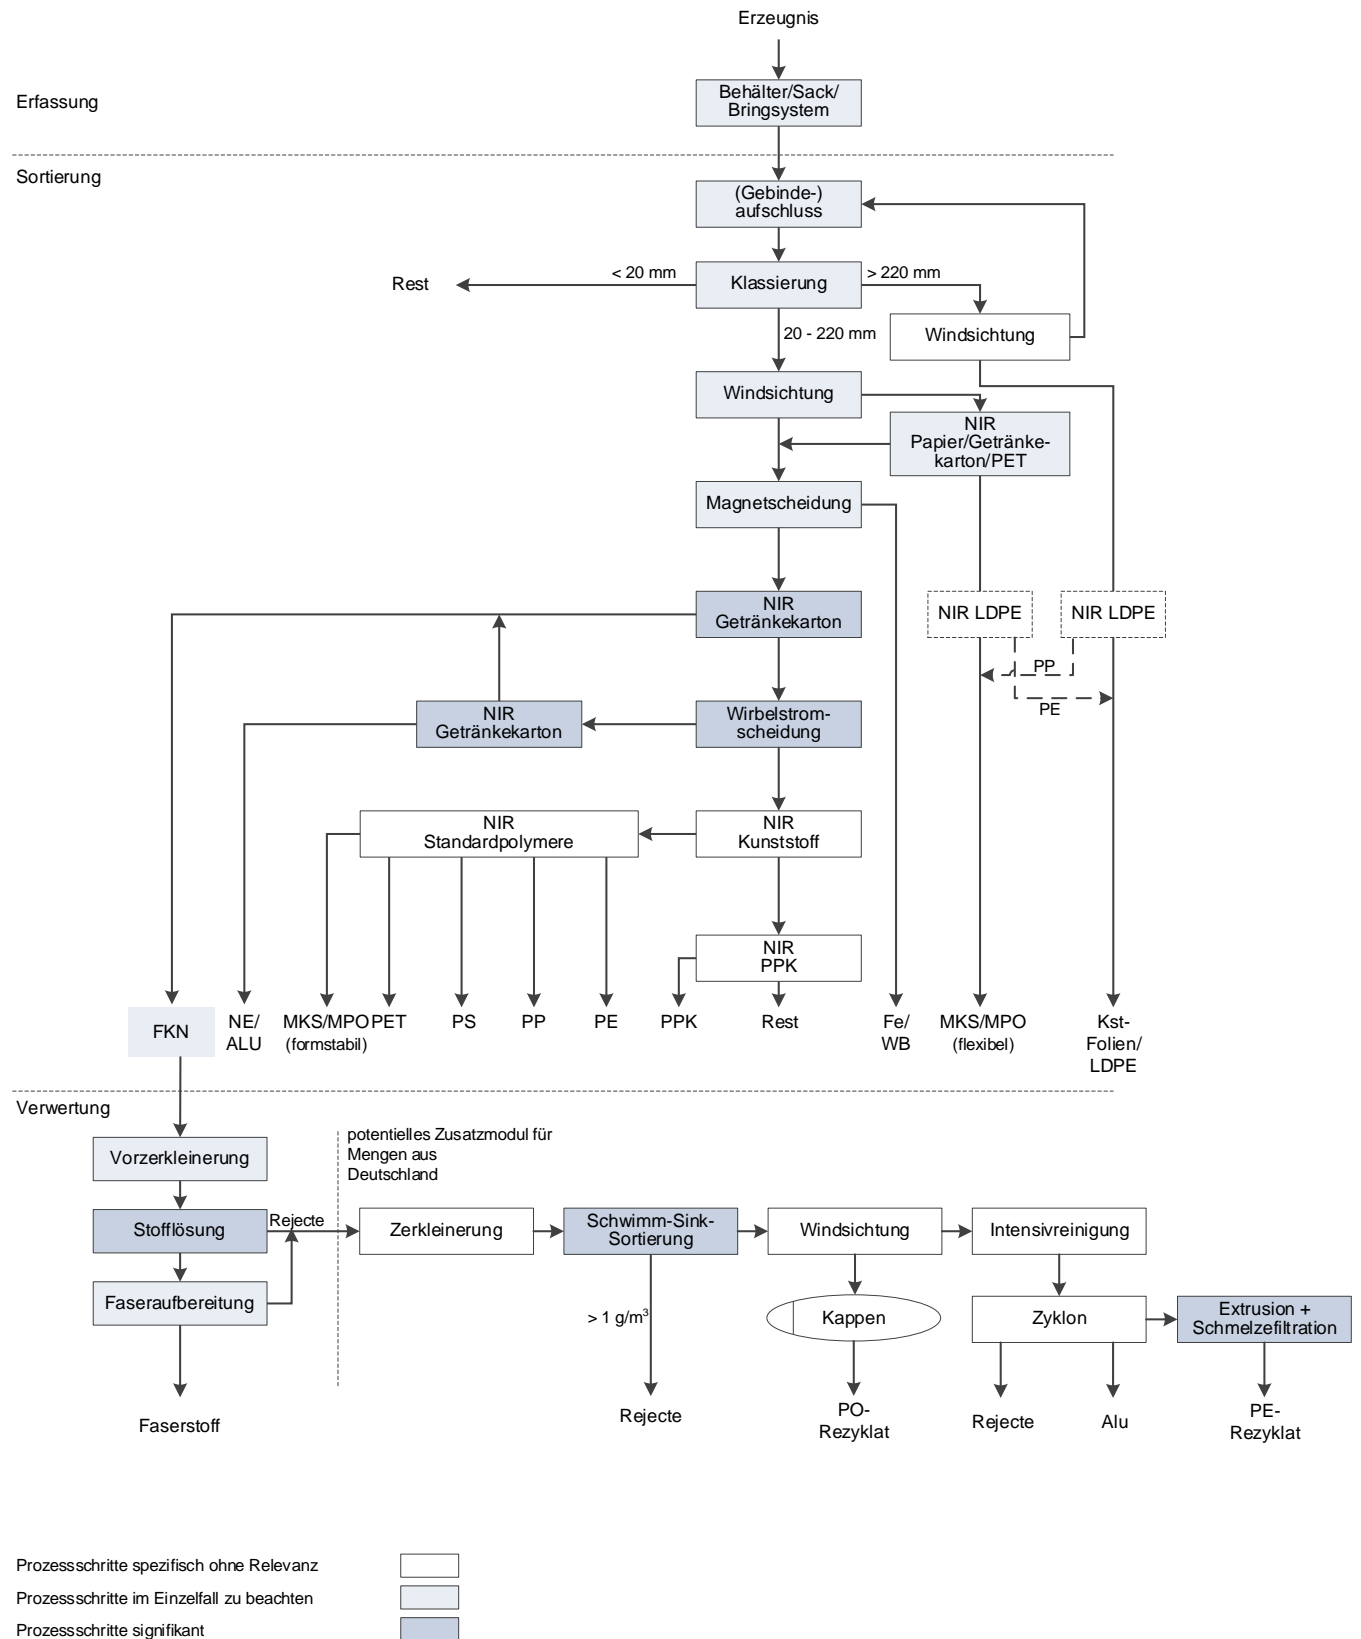 Erzeugnis
Erfassung
Behälter/Sack/
Bringsystem
Sortierung
(Gebinde-)
aufschluss
Rest
< 20 mm
Klassierung
> 220 mm
20 - 220 mm
Windsichtung
Windsichtung
NIR
Papier/Getränke-
karton/PET
Magnetscheidung
NIR
Getränkekarton
NIR LDPE
NIR LDPE
PP
PE
NIR
Getränkekarton
Wirbelstrom-
scheidung
NIR
Standardpolymere
NIR
Kunststoff
NIR
PPK
FKN
NE/
ALU
MKS/MPO
(formstabil)
PET
PS
PP
PE
PPK
Rest
Fe/
WB
MKS/MPO
(flexibel)
Kst-
Folien/
LDPE
Verwertung
potentielles Zusatzmodul für
Mengen aus
Deutschland
Vorzerkleinerung
Stofflösung
Rejecte
Faseraufbereitung
Faserstoff
Zerkleinerung
Schwimm-Sink-
Sortierung
> 1 g/m³
Rejecte
Windsichtung
Kappen
PO-
Rezyklat
Intensivreinigung
Zyklon
Rejecte
Alu
Extrusion +
Schmelzefiltration
PE-
Rezyklat
Prozessschritte spezifisch ohne Relevanz
Prozessschritte im Einzelfall zu beachten
Prozessschritte signifikant